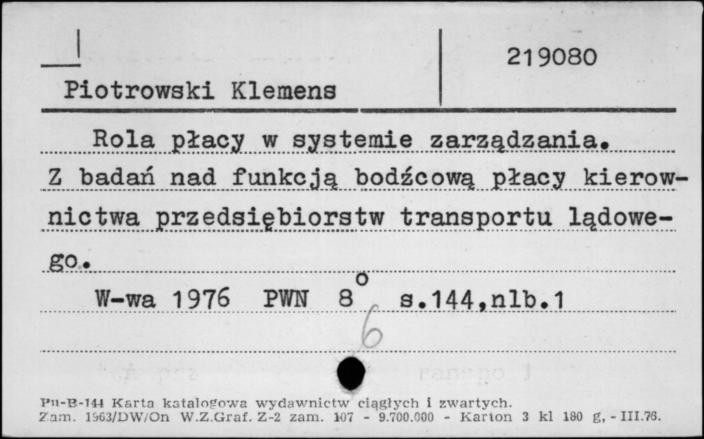 219080
Piotrowski Klemens
Rola płacy w systemie zarządzania.
Z badań nad funkcją bodźcową płacy kierow-
nictwa przedsiębiorstw transportu lądowe-
go.
W-wa 1976 PWN 8° s.144,nlb.1
6
Pu-B-144 Karta katalogowa wydawnictw ciągłych i zwartych.
Zam. 1563/DW/On W.Z.Graf. Z-2 zam. 107 - 9.700.000 - Karton 3 kl 180 g, - III.76.